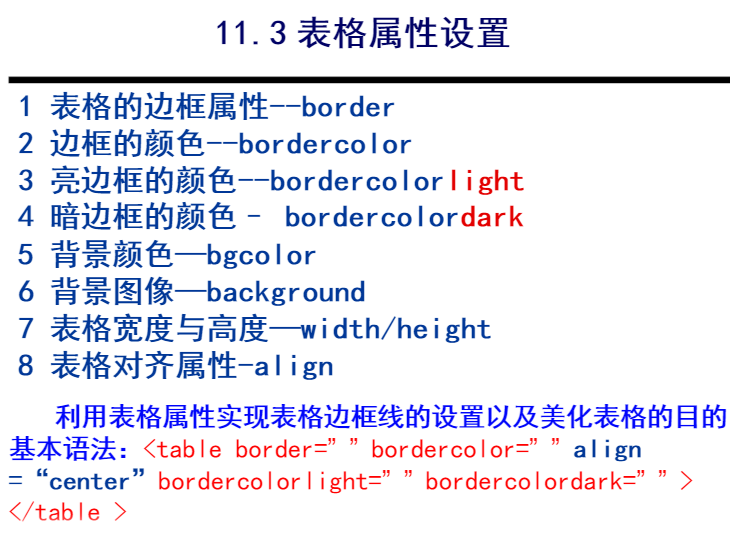 11.3 表格属性设置
1 表格的边框属性--border
2 边框的颜色--bordercolor
3 亮边框的颜色--bordercolorlight
4 暗边框的颜色 – bordercolordark
5 背景颜色—bgcolor
6 背景图像—background
7 表格宽度与高度—width/height
8 表格对齐属性-align
利用表格属性实现表格边框线的设置以及美化表格的目的
基本语法：<table border=” ” bordercolor=” ” align
=“center” bordercolorlight=” ” bordercolordark=” ” >
</table >